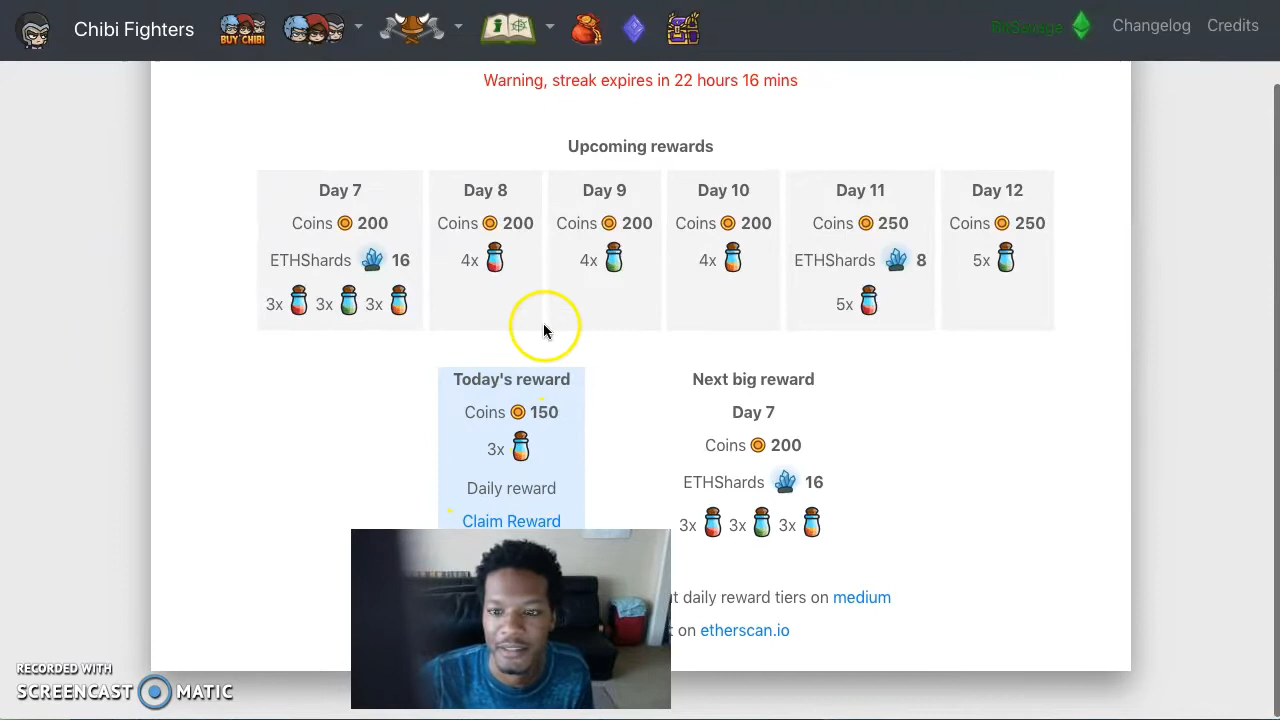 Chibi Fighters
BUY CHIBI
Changelog
Credits
Warning, streak expires in 22 hours 16 mins
Upcoming rewards
Day 7
Coins 200
ETHShards 16
3x 3x 3x
Day 8
Coins 200
4x
Day 9
Coins 200
4x
Day 10
Coins 200
4x
Day 11
Coins 250
ETHShards 8
5x
Day 12
Coins 250
5x
Today's reward
Coins 150
3x
Daily reward
Claim Reward
Next big reward
Day 7
Coins 200
ETHShards 16
3x 3x 3x
t daily reward tiers on medium
on etherscan.io
RECORDED WITH
SCREENCAST MATIC